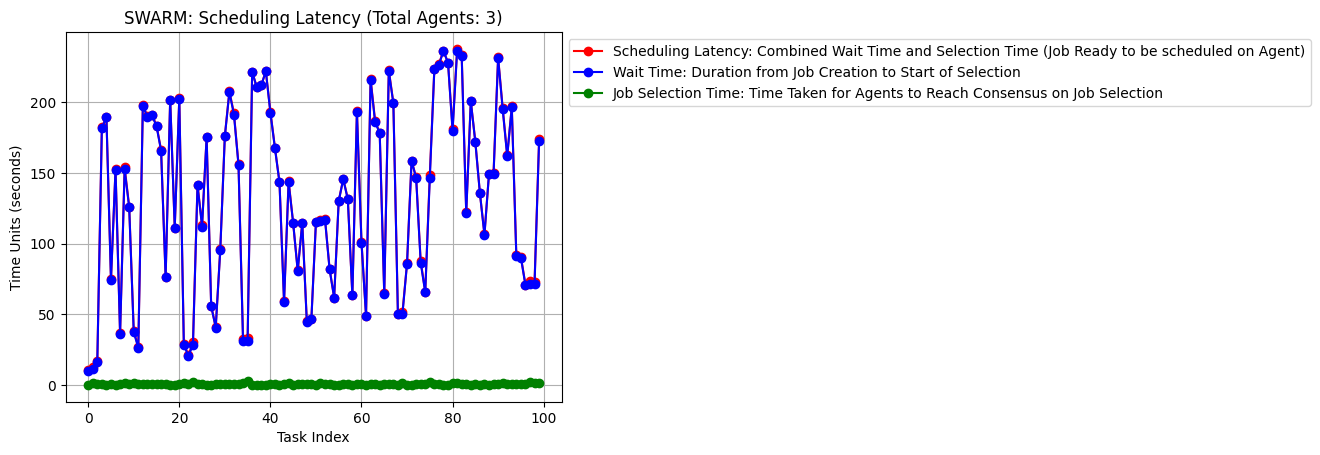 SWARM: Scheduling Latency (Total Agents: 3)
Scheduling Latency: Combined Wait Time and Selection Time (Job Ready to be scheduled on Agent)
Wait Time: Duration from Job Creation to Start of Selection
Job Selection Time: Time Taken for Agents to Reach Consensus on Job Selection
Time Units (seconds)
200
150
100
50
0
0 20 40 60 80 100
Task Index